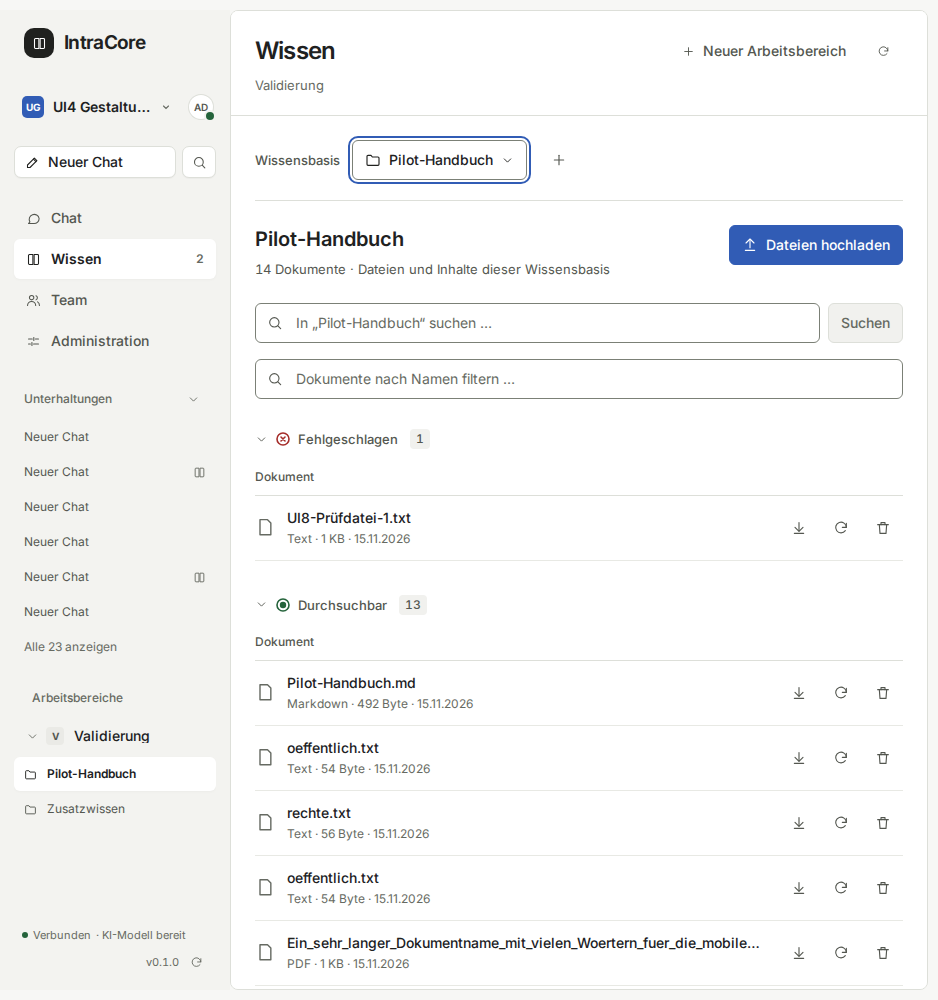 IntraCore
UG UI4 Gestaltu... AD
Neuer Chat
Chat
Wissen 2
Team
Administration
Unterhaltungen
Neuer Chat
Neuer Chat
Neuer Chat
Neuer Chat
Neuer Chat
Neuer Chat
Alle 23 anzeigen
Arbeitsbereiche
V Validierung
Pilot-Handbuch
Zusatzwissen
Verbunden · KI-Modell bereit
v0.1.0
Wissen
Neuer Arbeitsbereich
Validierung
Wissensbasis Pilot-Handbuch
Pilot-Handbuch
Dateien hochladen
14 Dokumente · Dateien und Inhalte dieser Wissensbasis
In „Pilot-Handbuch“ suchen ... Suchen
Dokumente nach Namen filtern ...
Fehlgeschlagen 1
Dokument
UI8-Prüfdatei-1.txt
Text · 1 KB · 15.11.2026
Durchsuchbar 13
Dokument
Pilot-Handbuch.md
Markdown · 492 Byte · 15.11.2026
oeffentlich.txt
Text · 54 Byte · 15.11.2026
rechte.txt
Text · 56 Byte · 15.11.2026
oeffentlich.txt
Text · 54 Byte · 15.11.2026
Ein_sehr_langer_Dokumentname_mit_vielen_Woertern_fuer_die_mobile...
PDF · 1 KB · 15.11.2026